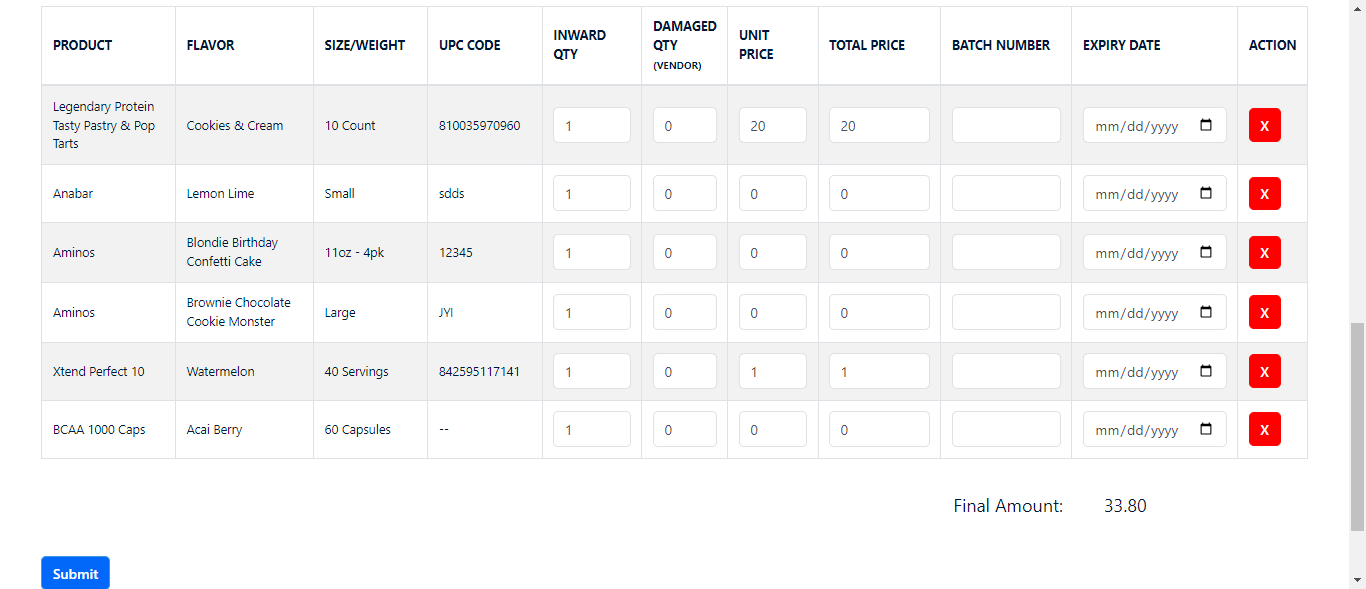 PRODUCT FLAVOR SIZE/WEIGHT UPC CODE INWARD QTY DAMAGED QTY (VENDOR) UNIT PRICE TOTAL PRICE BATCH NUMBER EXPIRY DATE ACTION
Legendary Protein Tasty Pastry & Pop Tarts Cookies & Cream 10 Count 810035970960 1 0 20 20 mm/dd/yyyy X
Anabar Lemon Lime Small sdds 1 0 0 0 mm/dd/yyyy X
Aminos Blondie Birthday Confetti Cake 11oz - 4pk 12345 1 0 0 0 mm/dd/yyyy X
Aminos Brownie Chocolate Cookie Monster Large JYI 1 0 0 0 mm/dd/yyyy X
Xtend Perfect 10 Watermelon 40 Servings 842595117141 1 0 1 1 mm/dd/yyyy X
BCAA 1000 Caps Acai Berry 60 Capsules -- 1 0 0 0 mm/dd/yyyy X
Final Amount: 33.80
Submit